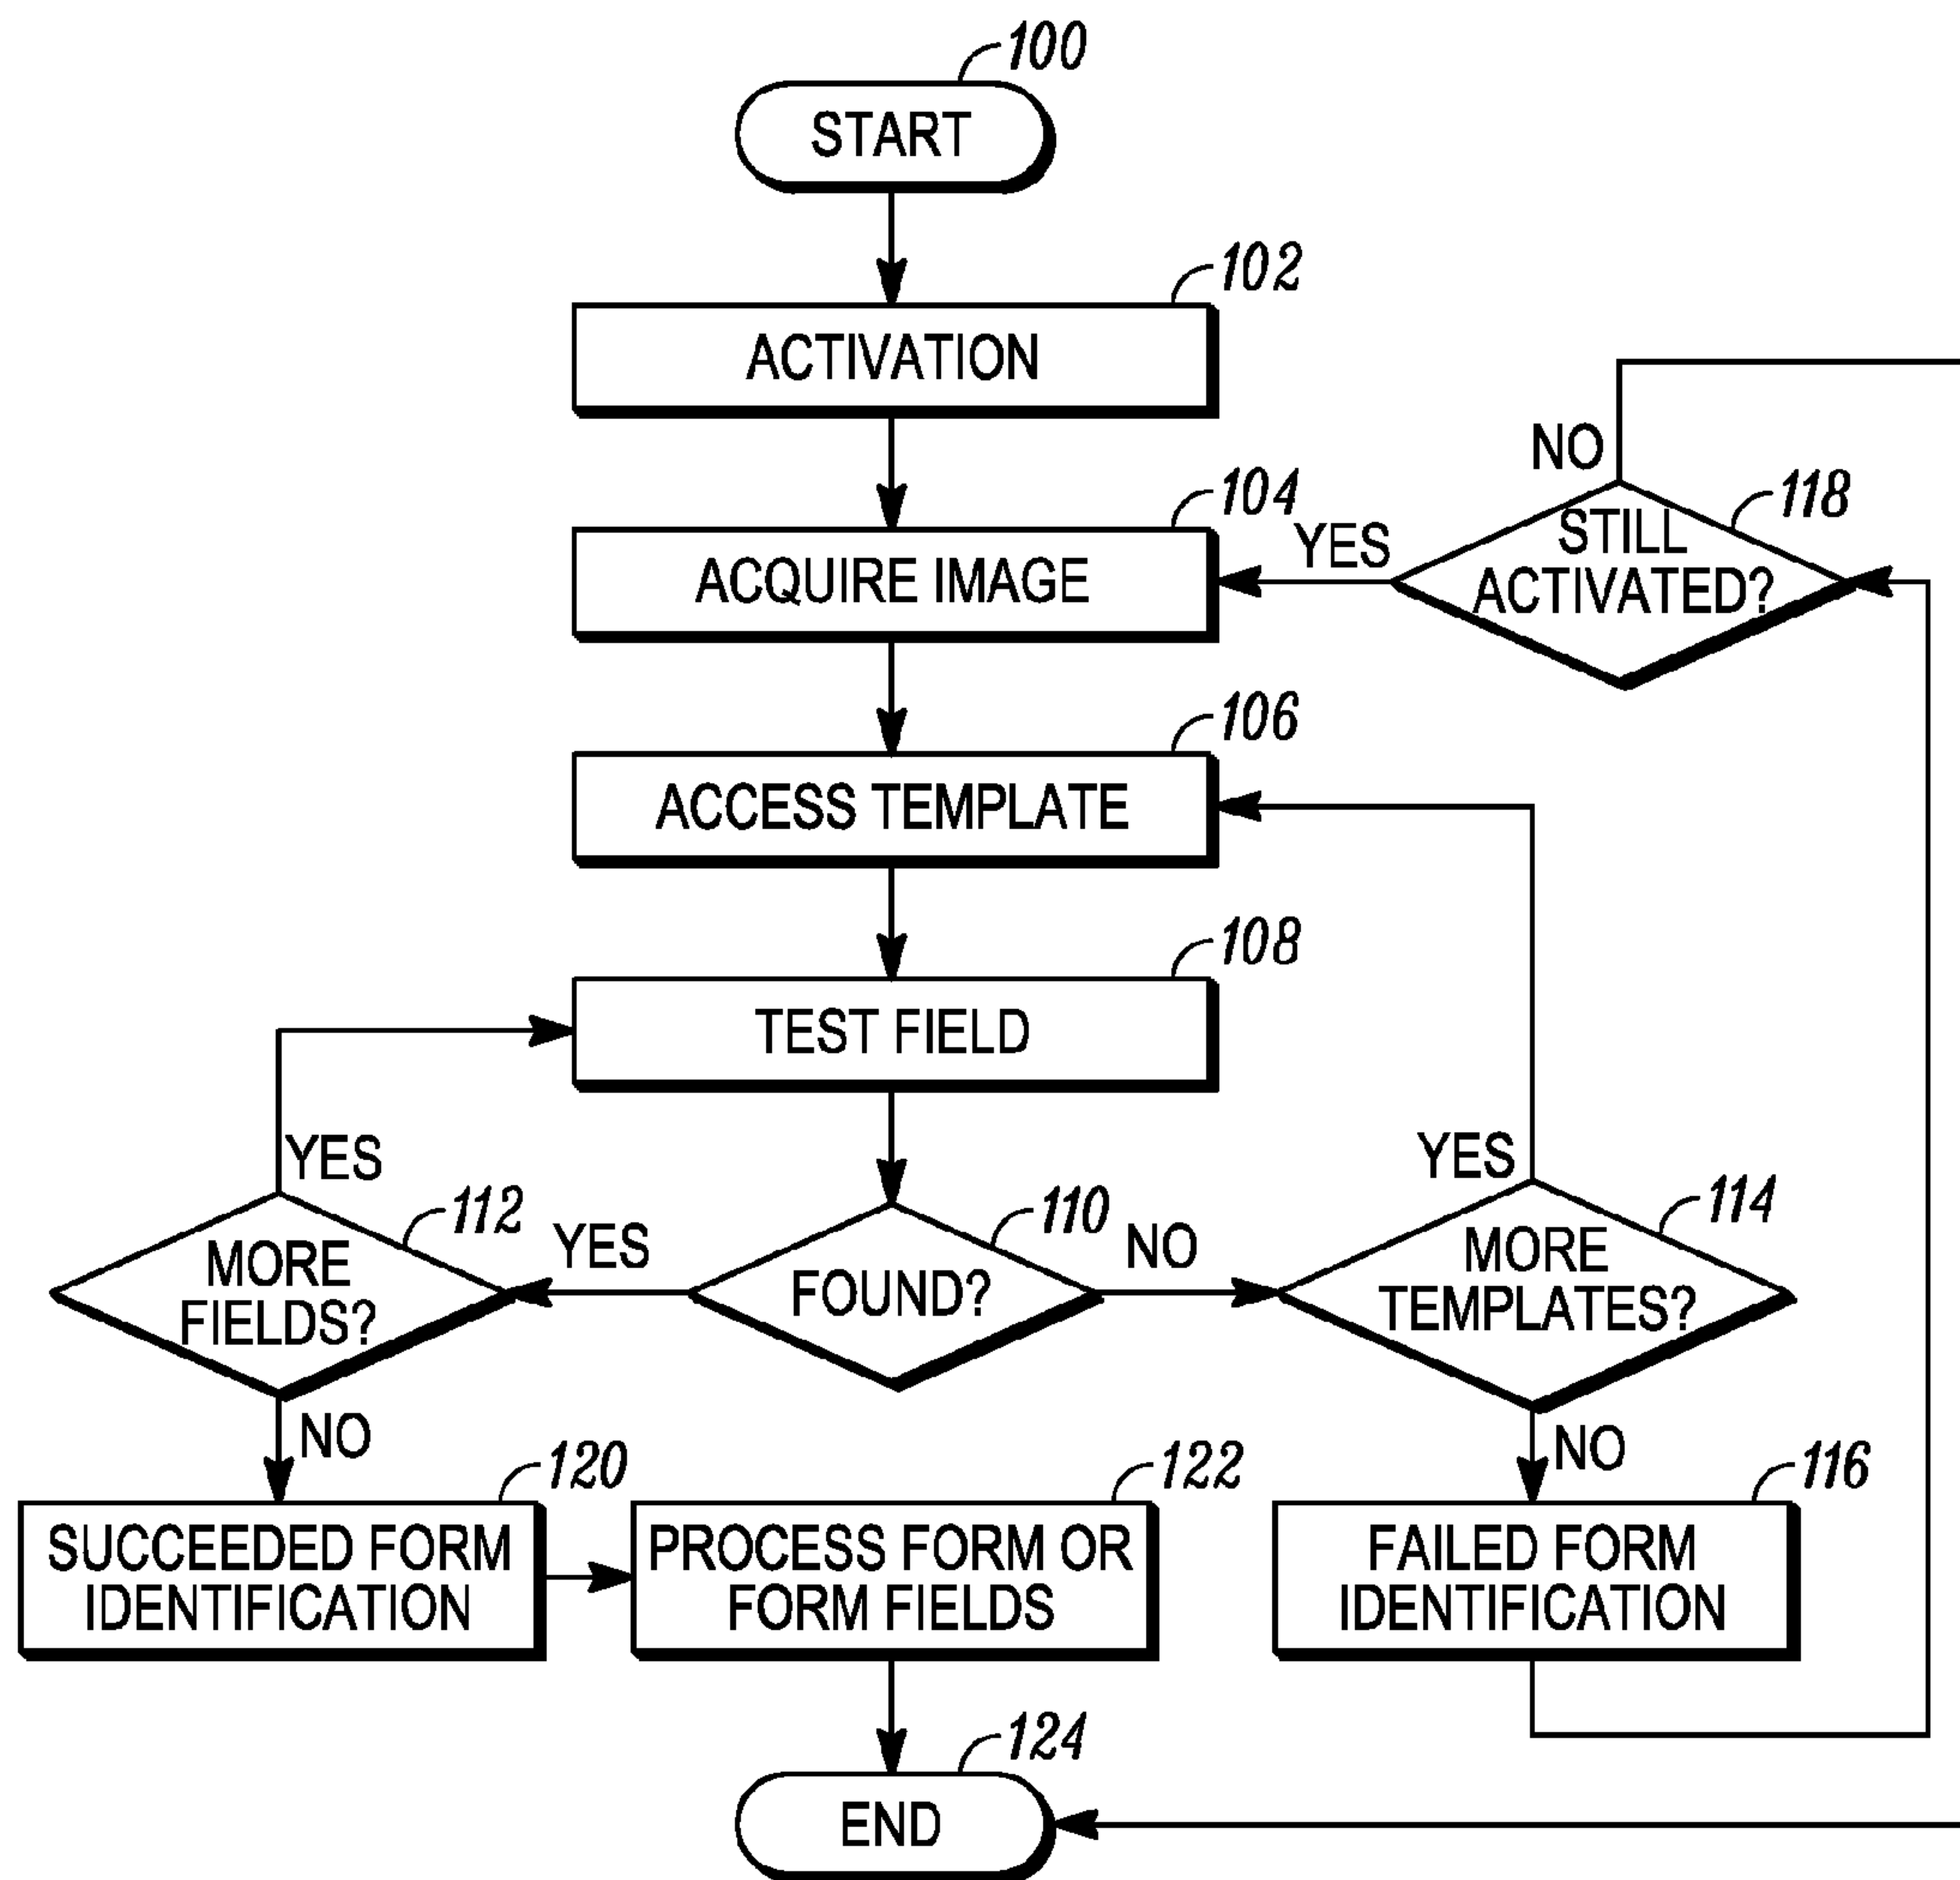 100
START
102
ACTIVATION
NO
104
118
YES
STILL
ACTIVATED?
ACQUIRE IMAGE
106
ACCESS TEMPLATE
108
TEST FIELD
YES
YES
112
110
114
YES
NO
MORE
FIELDS?
FOUND?
MORE
TEMPLATES?
NO
NO
120
122
116
SUCCEEDED FORM
IDENTIFICATION
PROCESS FORM OR
FORM FIELDS
FAILED FORM
IDENTIFICATION
124
END